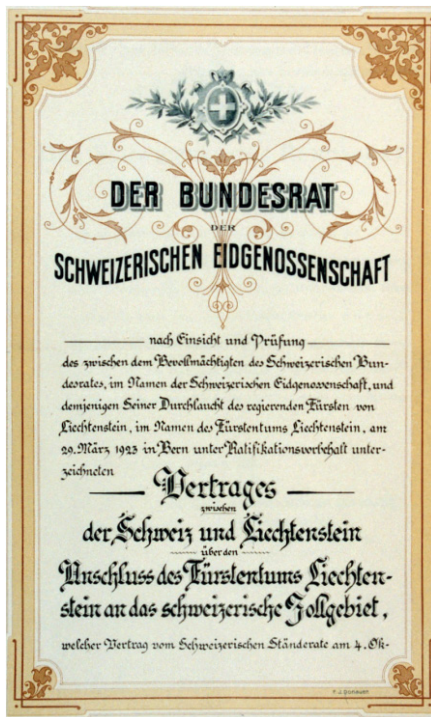 DER BUNDESRAT
DER
SCHWEIZERISCHEN EIDGENOSSENSCHAFT
nach Einsicht und Prüfung
des zwischen dem Bevollmächtigten des Schweizerischen Bun-
desrates, im Namen der Schweizerischen Eidgenossenschaft, und
demjenigen Seiner Durchlaucht des regierenden Fürsten von
Liechtenstein, im Namen des Fürstentums Liechtenstein, am
29. März 1923 in Bern unter Ratifikationsvorbehalt unter-
zeichneten
Vertrages
zwischen
der Schweiz und Liechtenstein
über den
Anschluss des Fürstentums Liechten-
stein an das schweizerische Zollgebiet,
welcher Vertrag vom Schweizerischen Ständerate am 4. Ok-